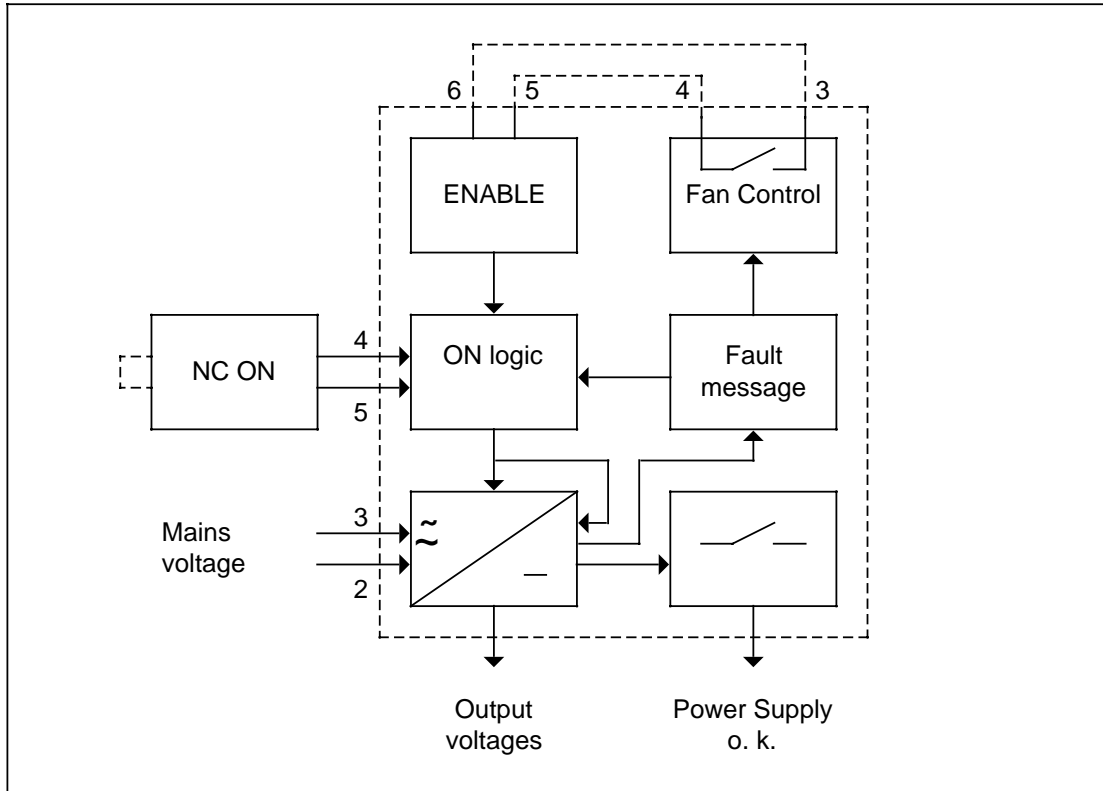 6 5 4 3
ENABLE
Fan Control
4
NC ON
ON logic
Fault
message
5
Mains
voltage
3
≈
2
Output
voltages
Power Supply
o. k.